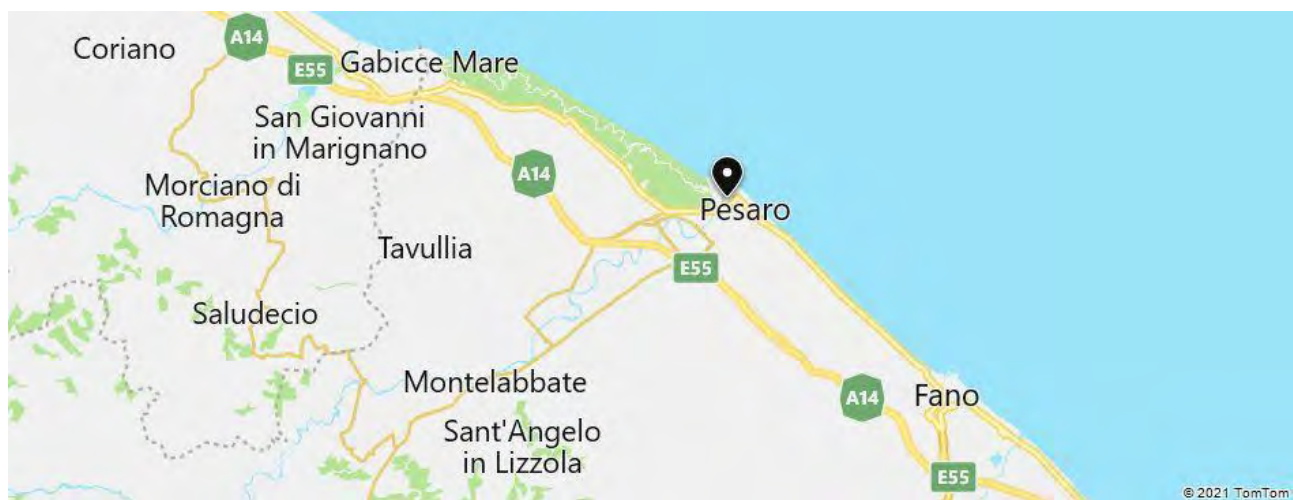 A14
Coriano
Gabicce Mare
E55
San Giovanni
in Marignano
A14
Morciano di
Romagna
Pesaro
Tavullia
E55
Saludecio
Montelabbate
A14
Fano
Sant'Angelo
in Lizzola
E55
© 2021 TomTom